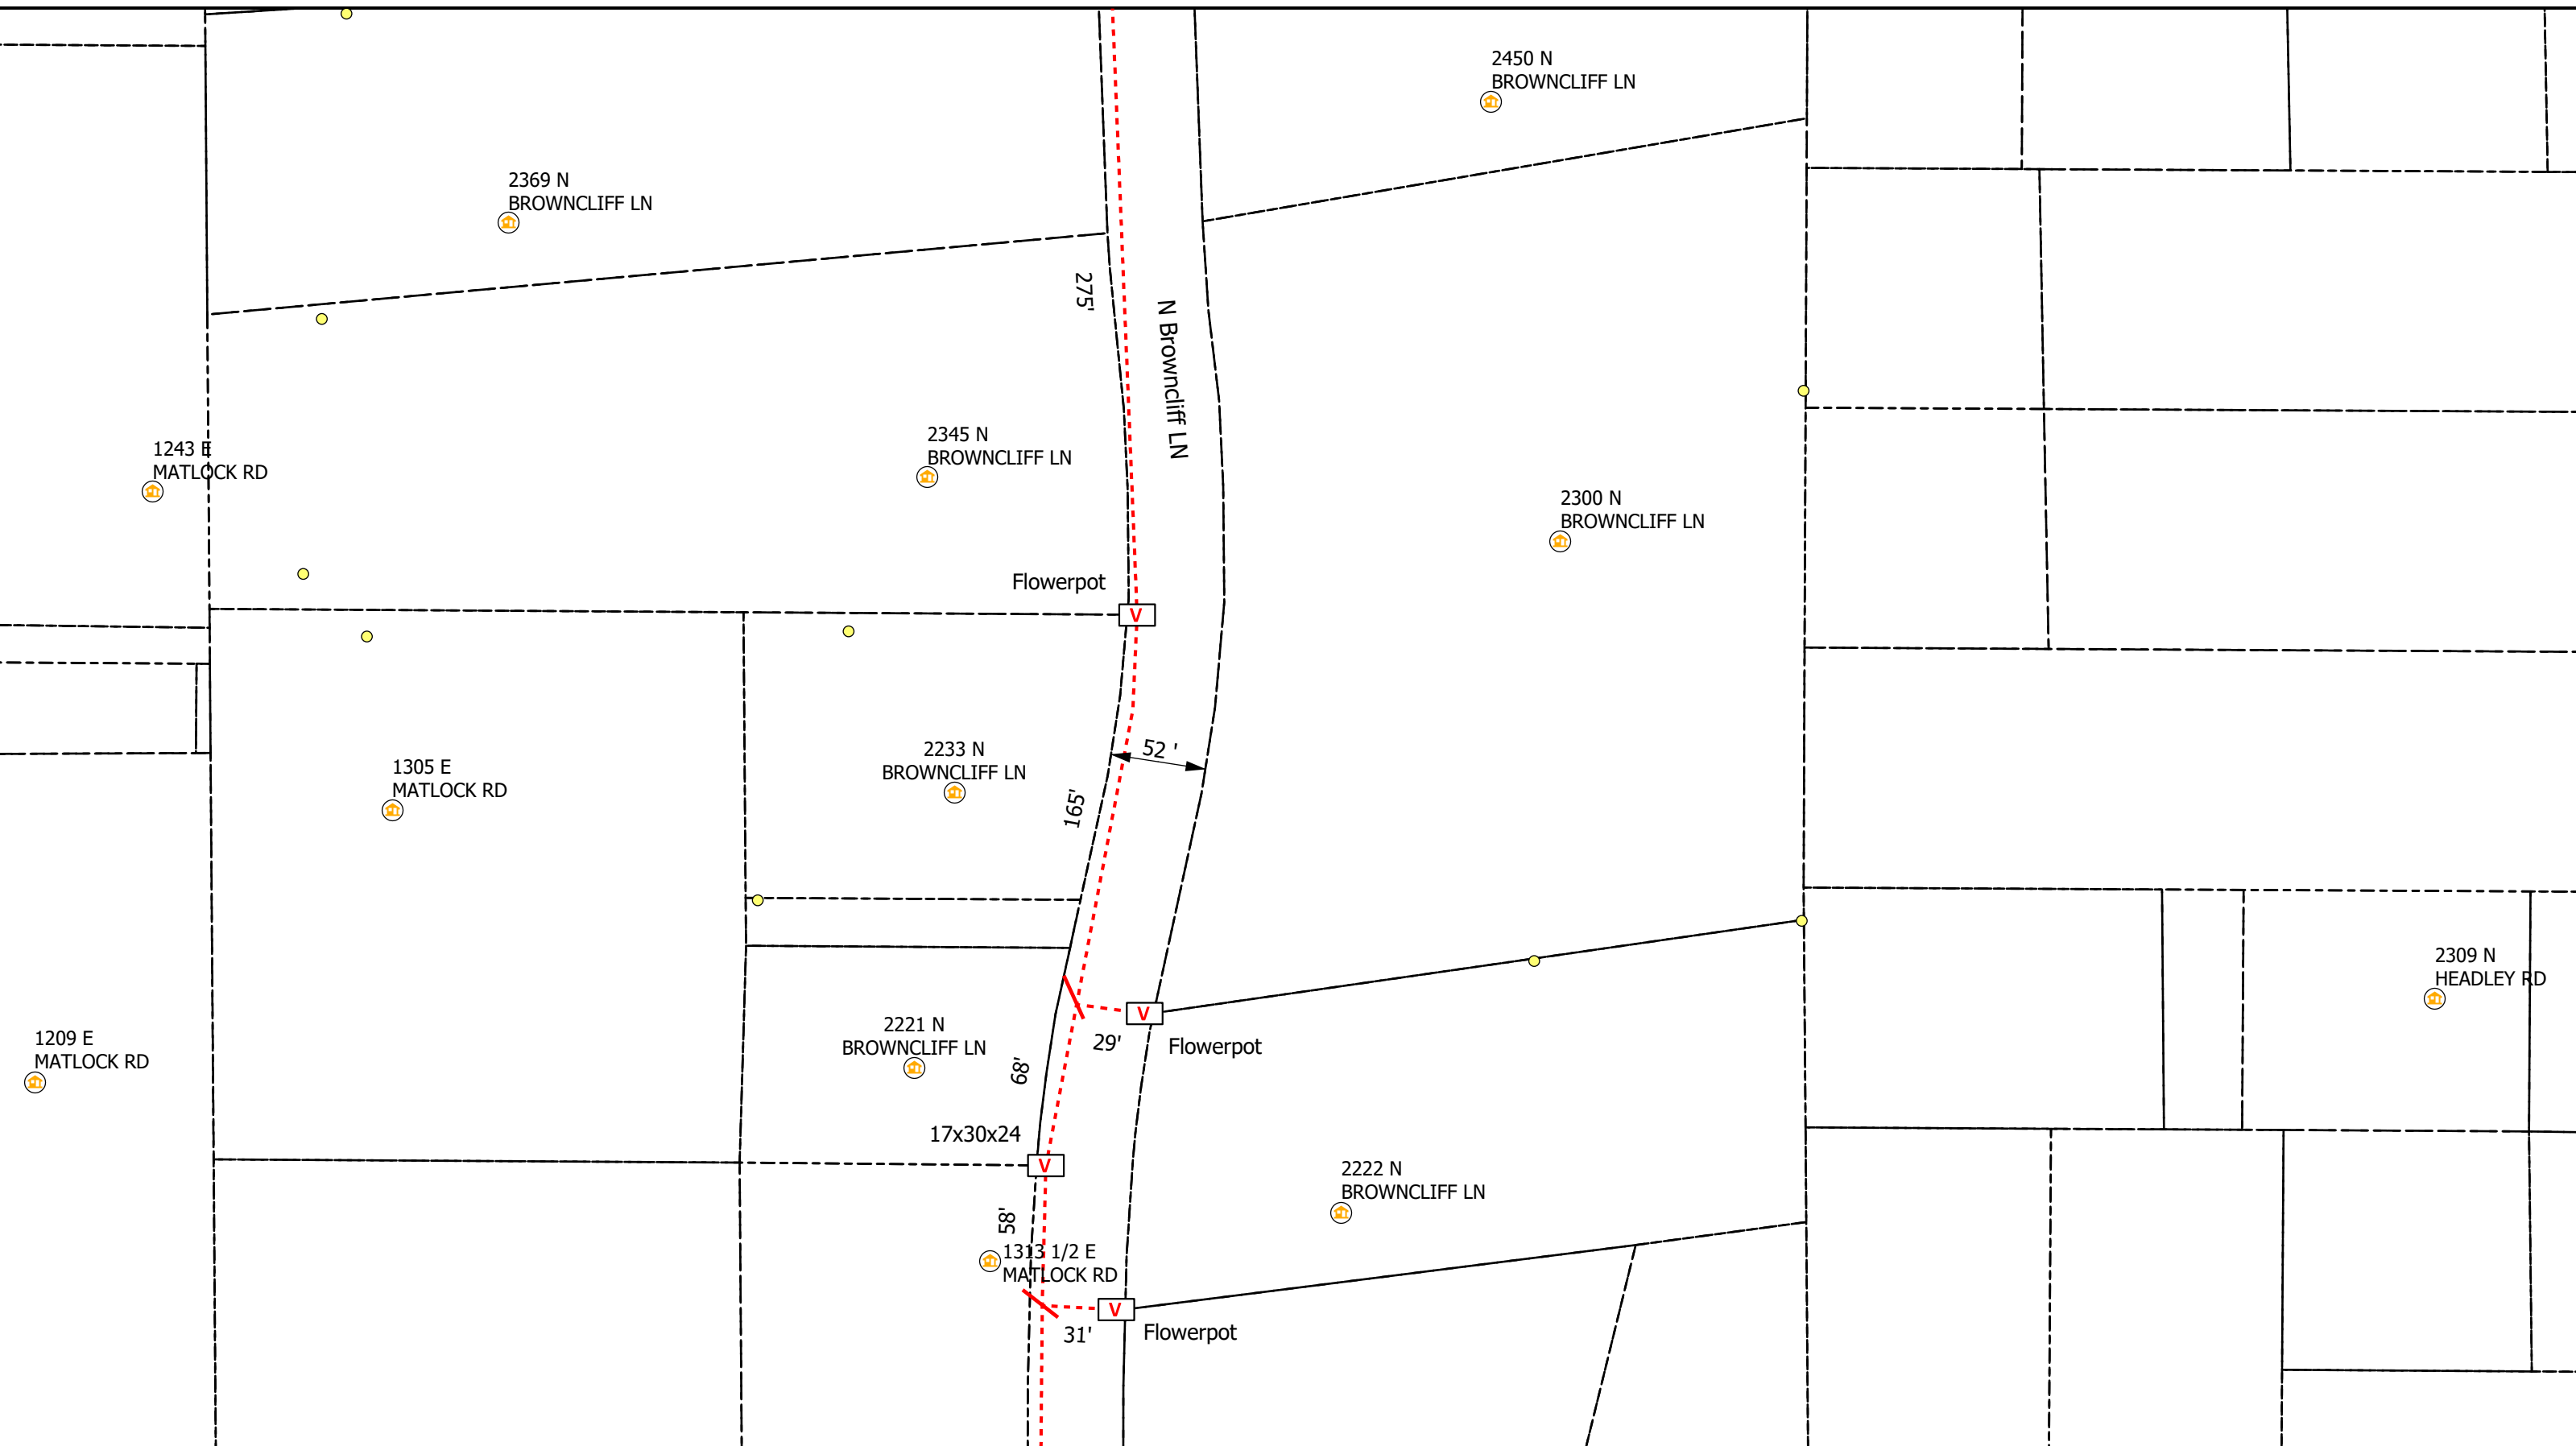 2450 N
BROWNCLIFF LN
2369 N
BROWNCLIFF LN
275'
N Browncliff LN
1243 E
MATLOCK RD
2345 N
BROWNCLIFF LN
2300 N
BROWNCLIFF LN
Flowerpot
V
52 '
2233 N
BROWNCLIFF LN
1305 E
MATLOCK RD
165'
2309 N
HEADLEY RD
V
29'
Flowerpot
2221 N
BROWNCLIFF LN
1209 E
MATLOCK RD
68'
17x30x24
V
2222 N
BROWNCLIFF LN
58'
1313 1/2 E
MATLOCK RD
V
31'
Flowerpot